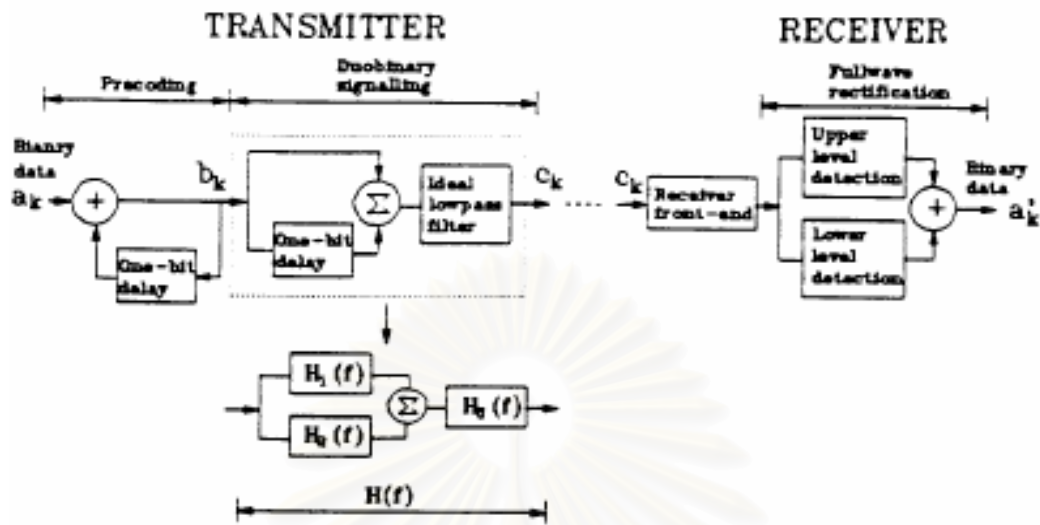 TRANSMITTER
RECEIVER
Precoding
Duobinary
signalling
Fullwave
rectification
Bianry
data
a_k
+
One-bit
delay
b_k
One-bit
delay
Σ
Ideal
lowpass
filter
c_k
c_k
Receiver
front-end
Upper
level
detection
Lower
level
detection
+
Binary
data
a'_k
H_1(f)
H_2(f)
Σ
H_3(f)
H(f)